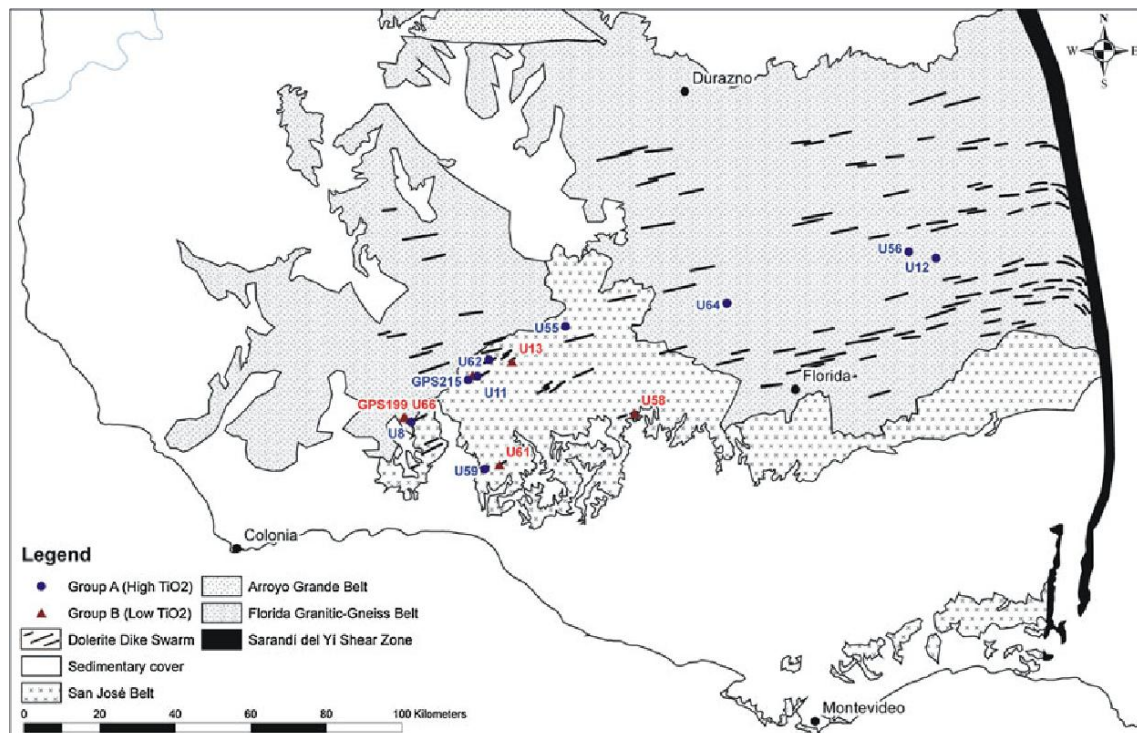 N
W E
S
Durazno
U56
U12
U64
U55
U13
U62
GPS215
U11
Florida
GPS199 U66
U58
U8
U61
U59
Colonia
Legend
Group A (High TiO2)
Arroyo Grande Belt
Group B (Low TiO2)
Florida Granitic-Gneiss Belt
Dolerite Dike Swarm
Sarandi del Yi Shear Zone
Sedimentary cover
San José Belt
0 20 40 60 80 100 Kilometers
Montevideo